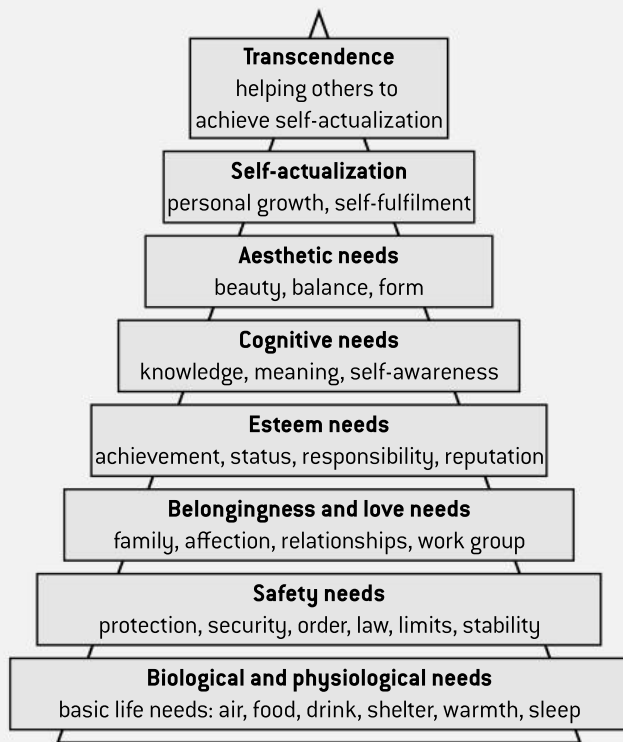 Transcendence
helping others to
achieve self-actualization
Self-actualization
personal growth, self-fulfilment
Aesthetic needs
beauty, balance, form
Cognitive needs
knowledge, meaning, self-awareness
Esteem needs
achievement, status, responsibility, reputation
Belongingness and love needs
family, affection, relationships, work group
Safety needs
protection, security, order, law, limits, stability
Biological and physiological needs
basic life needs: air, food, drink, shelter, warmth, sleep